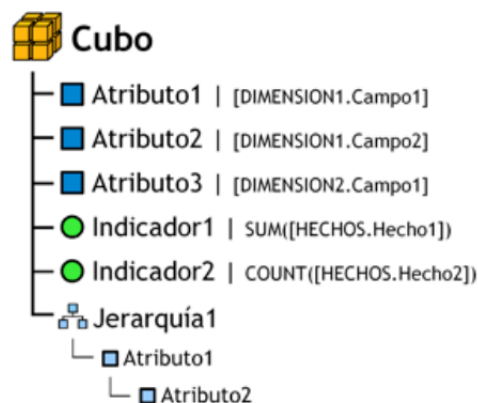 Cubo
Atributo1 | [DIMENSION1.Campo1]
Atributo2 | [DIMENSION1.Campo2]
Atributo3 | [DIMENSION2.Campo1]
Indicador1 | SUM([HECHOS.Hecho1])
Indicador2 | COUNT([HECHOS.Hecho2])
Jerarquía1
Atributo1
Atributo2